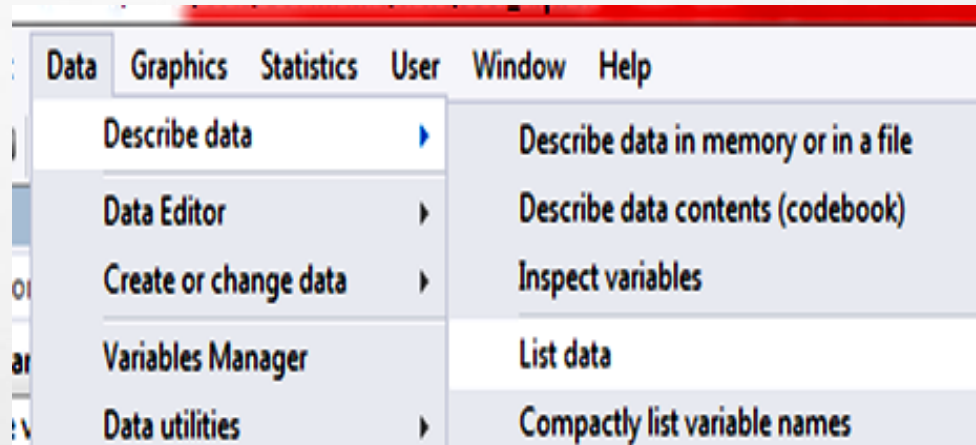 Data Graphics Statistics User Window Help
Describe data
Data Editor
Create or change data
Variables Manager
Data utilities
Describe data in memory or in a file
Describe data contents (codebook)
Inspect variables
List data
Compactly list variable names